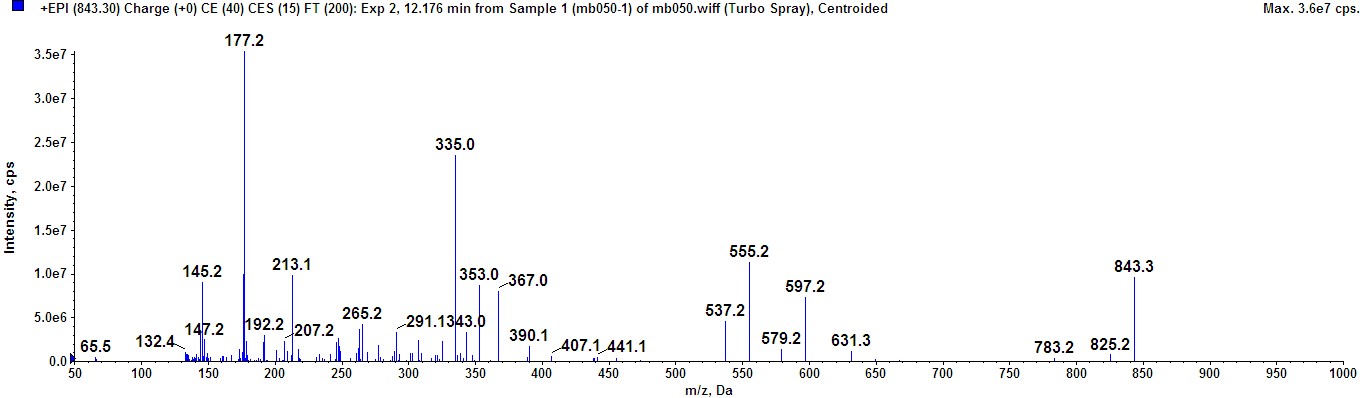 +EPI (843.30) Charge (+0) CE (40) CES (15) FT (200): Exp 2, 12.176 min from Sample 1 (mb050-1) of mb050.wiff (Turbo Spray), Centroided
Max. 3.6e7 cps.
Intensity, cps
3.5e7
3.0e7
2.5e7
2.0e7
1.5e7
1.0e7
5.0e6
0.0
65.5
132.4
145.2
147.2
177.2
192.2
213.1
207.2
265.2
291.1
335.0
343.0
353.0
367.0
390.1
407.1
441.1
537.2
555.2
579.2
597.2
631.3
783.2
825.2
843.3
50 100 150 200 250 300 350 400 450 500 550 600 650 700 750 800 850 900 950 1000
m/z, Da